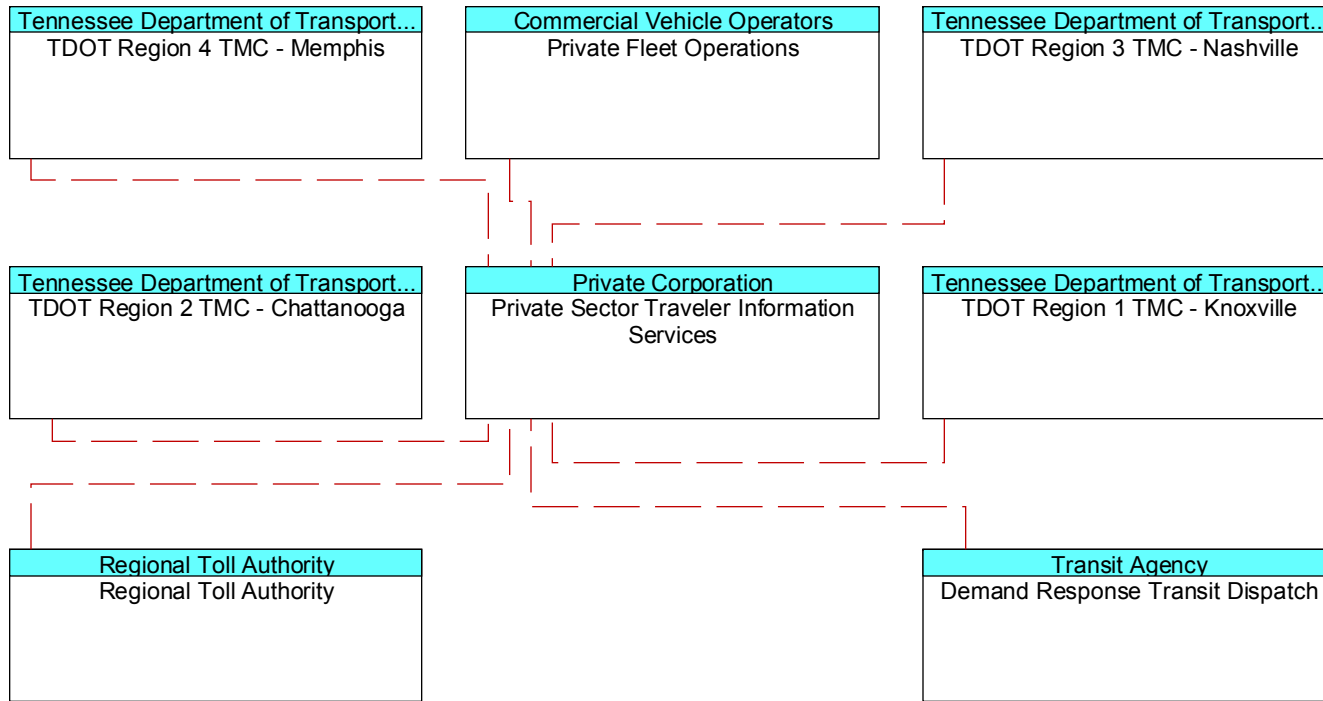 Tennessee Department of Transport...
TDOT Region 4 TMC - Memphis
Commercial Vehicle Operators
Private Fleet Operations
Tennessee Department of Transport...
TDOT Region 3 TMC - Nashville
Tennessee Department of Transport...
TDOT Region 2 TMC - Chattanooga
Private Corporation
Private Sector Traveler Information
Services
Tennessee Department of Transport...
TDOT Region 1 TMC - Knoxville
Regional Toll Authority
Regional Toll Authority
Transit Agency
Demand Response Transit Dispatch